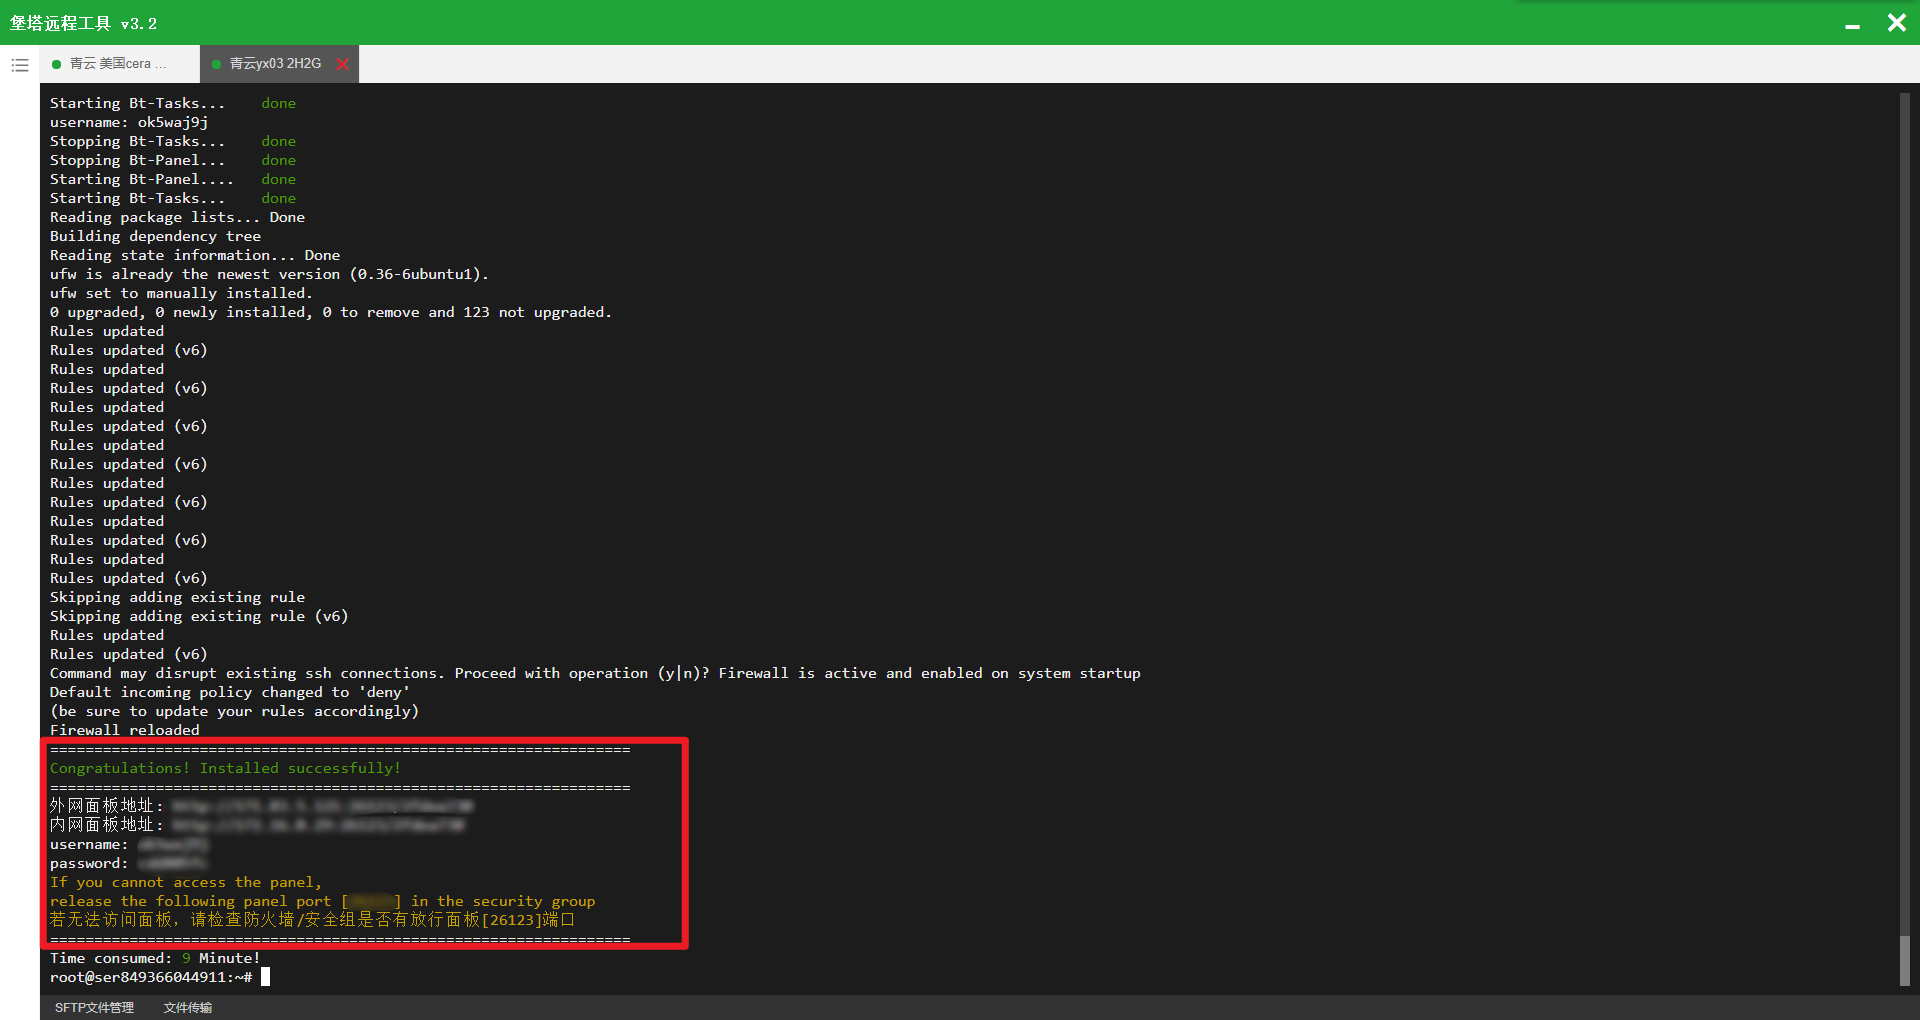 堡塔远程工具 v3.2
青云 美国cera ...
青云yx03 2H2G
Starting Bt-Tasks... done
username: ok5waj9j
Stopping Bt-Tasks... done
Stopping Bt-Panel... done
Starting Bt-Panel.... done
Starting Bt-Tasks... done
Reading package lists... Done
Building dependency tree
Reading state information... Done
ufw is already the newest version (0.36-6ubuntu1).
ufw set to manually installed.
0 upgraded, 0 newly installed, 0 to remove and 123 not upgraded.
Rules updated
Rules updated (v6)
Rules updated
Rules updated (v6)
Rules updated
Rules updated (v6)
Rules updated
Rules updated (v6)
Rules updated
Rules updated (v6)
Rules updated
Rules updated (v6)
Rules updated
Rules updated (v6)
Skipping adding existing rule
Skipping adding existing rule (v6)
Rules updated
Rules updated (v6)
Command may disrupt existing ssh connections. Proceed with operation (y|n)? Firewall is active and enabled on system startup
Default incoming policy changed to 'deny'
(be sure to update your rules accordingly)
Firewall reloaded
==================================================================
Congratulations! Installed successfully!
==================================================================
外网面板地址:
内网面板地址:
username:
password:
If you cannot access the panel,
release the following panel port [] in the security group
若无法访问面板，请检查防火墙/安全组是否有放行面板[26123]端口
==================================================================
Time consumed: 9 Minute!
root@ser849366044911:~#
SFTP文件管理 文件传输